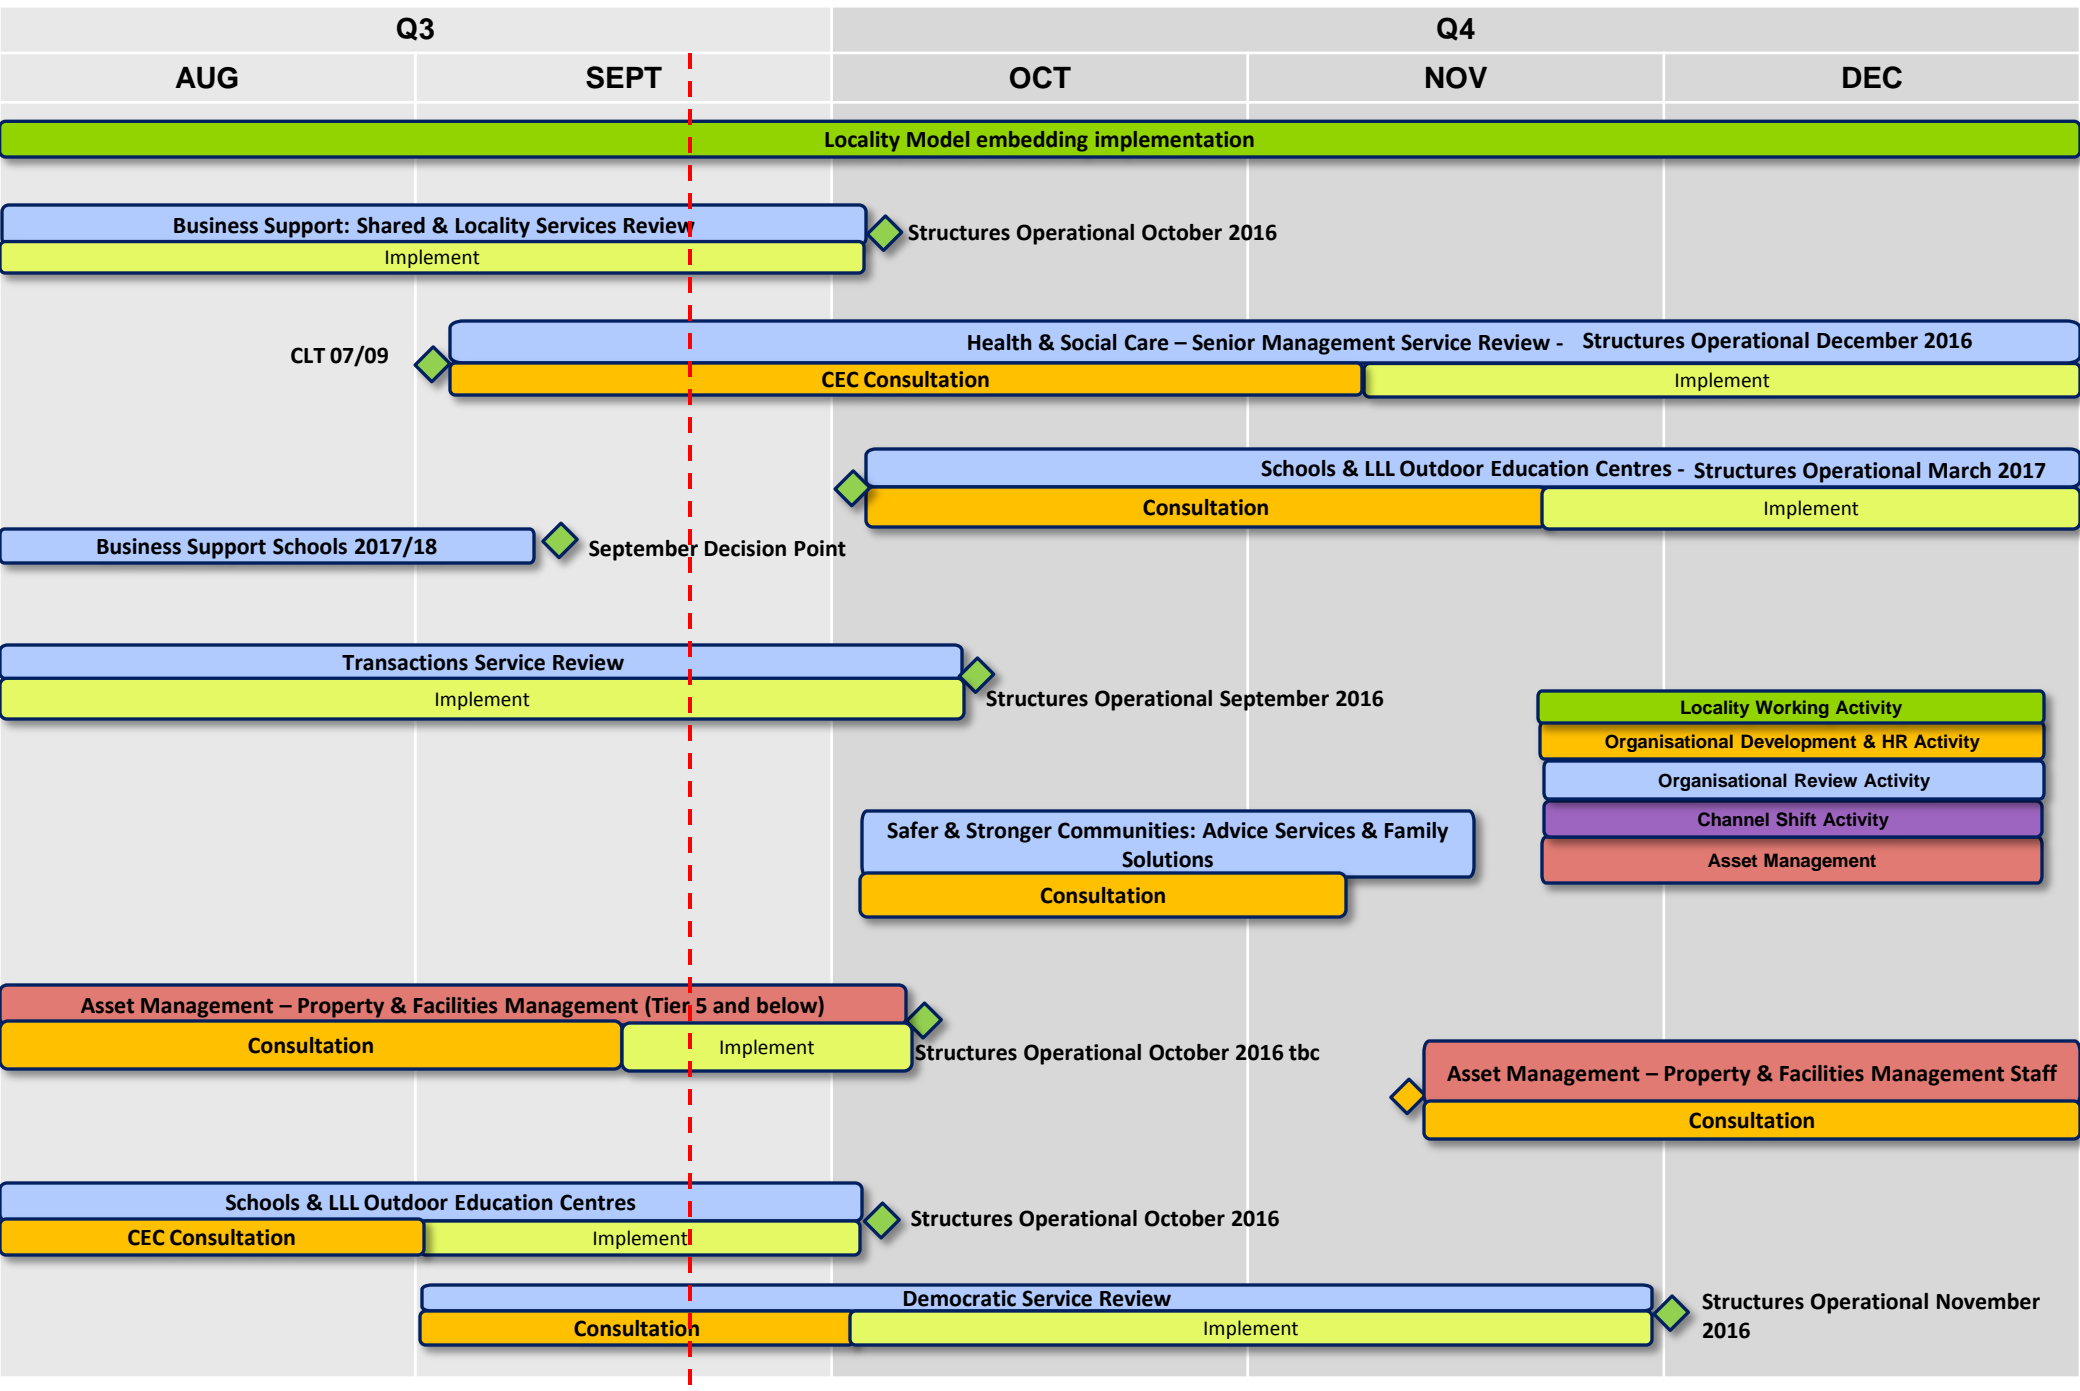 Q3
Q4
AUG
SEPT
OCT
NOV
DEC
Locality Model embedding implementation
Business Support: Shared & Locality Services Review
Implement
Structures Operational October 2016
CLT 07/09
Health & Social Care – Senior Management Service Review - Structures Operational December 2016
CEC Consultation
Implement
Schools & LLL Outdoor Education Centres - Structures Operational March 2017
Consultation
Implement
Business Support Schools 2017/18
September Decision Point
Transactions Service Review
Implement
Structures Operational September 2016
Locality Working Activity
Organisational Development & HR Activity
Organisational Review Activity
Channel Shift Activity
Asset Management
Safer & Stronger Communities: Advice Services & Family
Solutions
Consultation
Asset Management – Property & Facilities Management (Tier 5 and below)
Consultation
Implement
Structures Operational October 2016 tbc
Asset Management – Property & Facilities Management Staff
Consultation
Schools & LLL Outdoor Education Centres
CEC Consultation
Implement
Structures Operational October 2016
Democratic Service Review
Consultation
Implement
Structures Operational November
2016